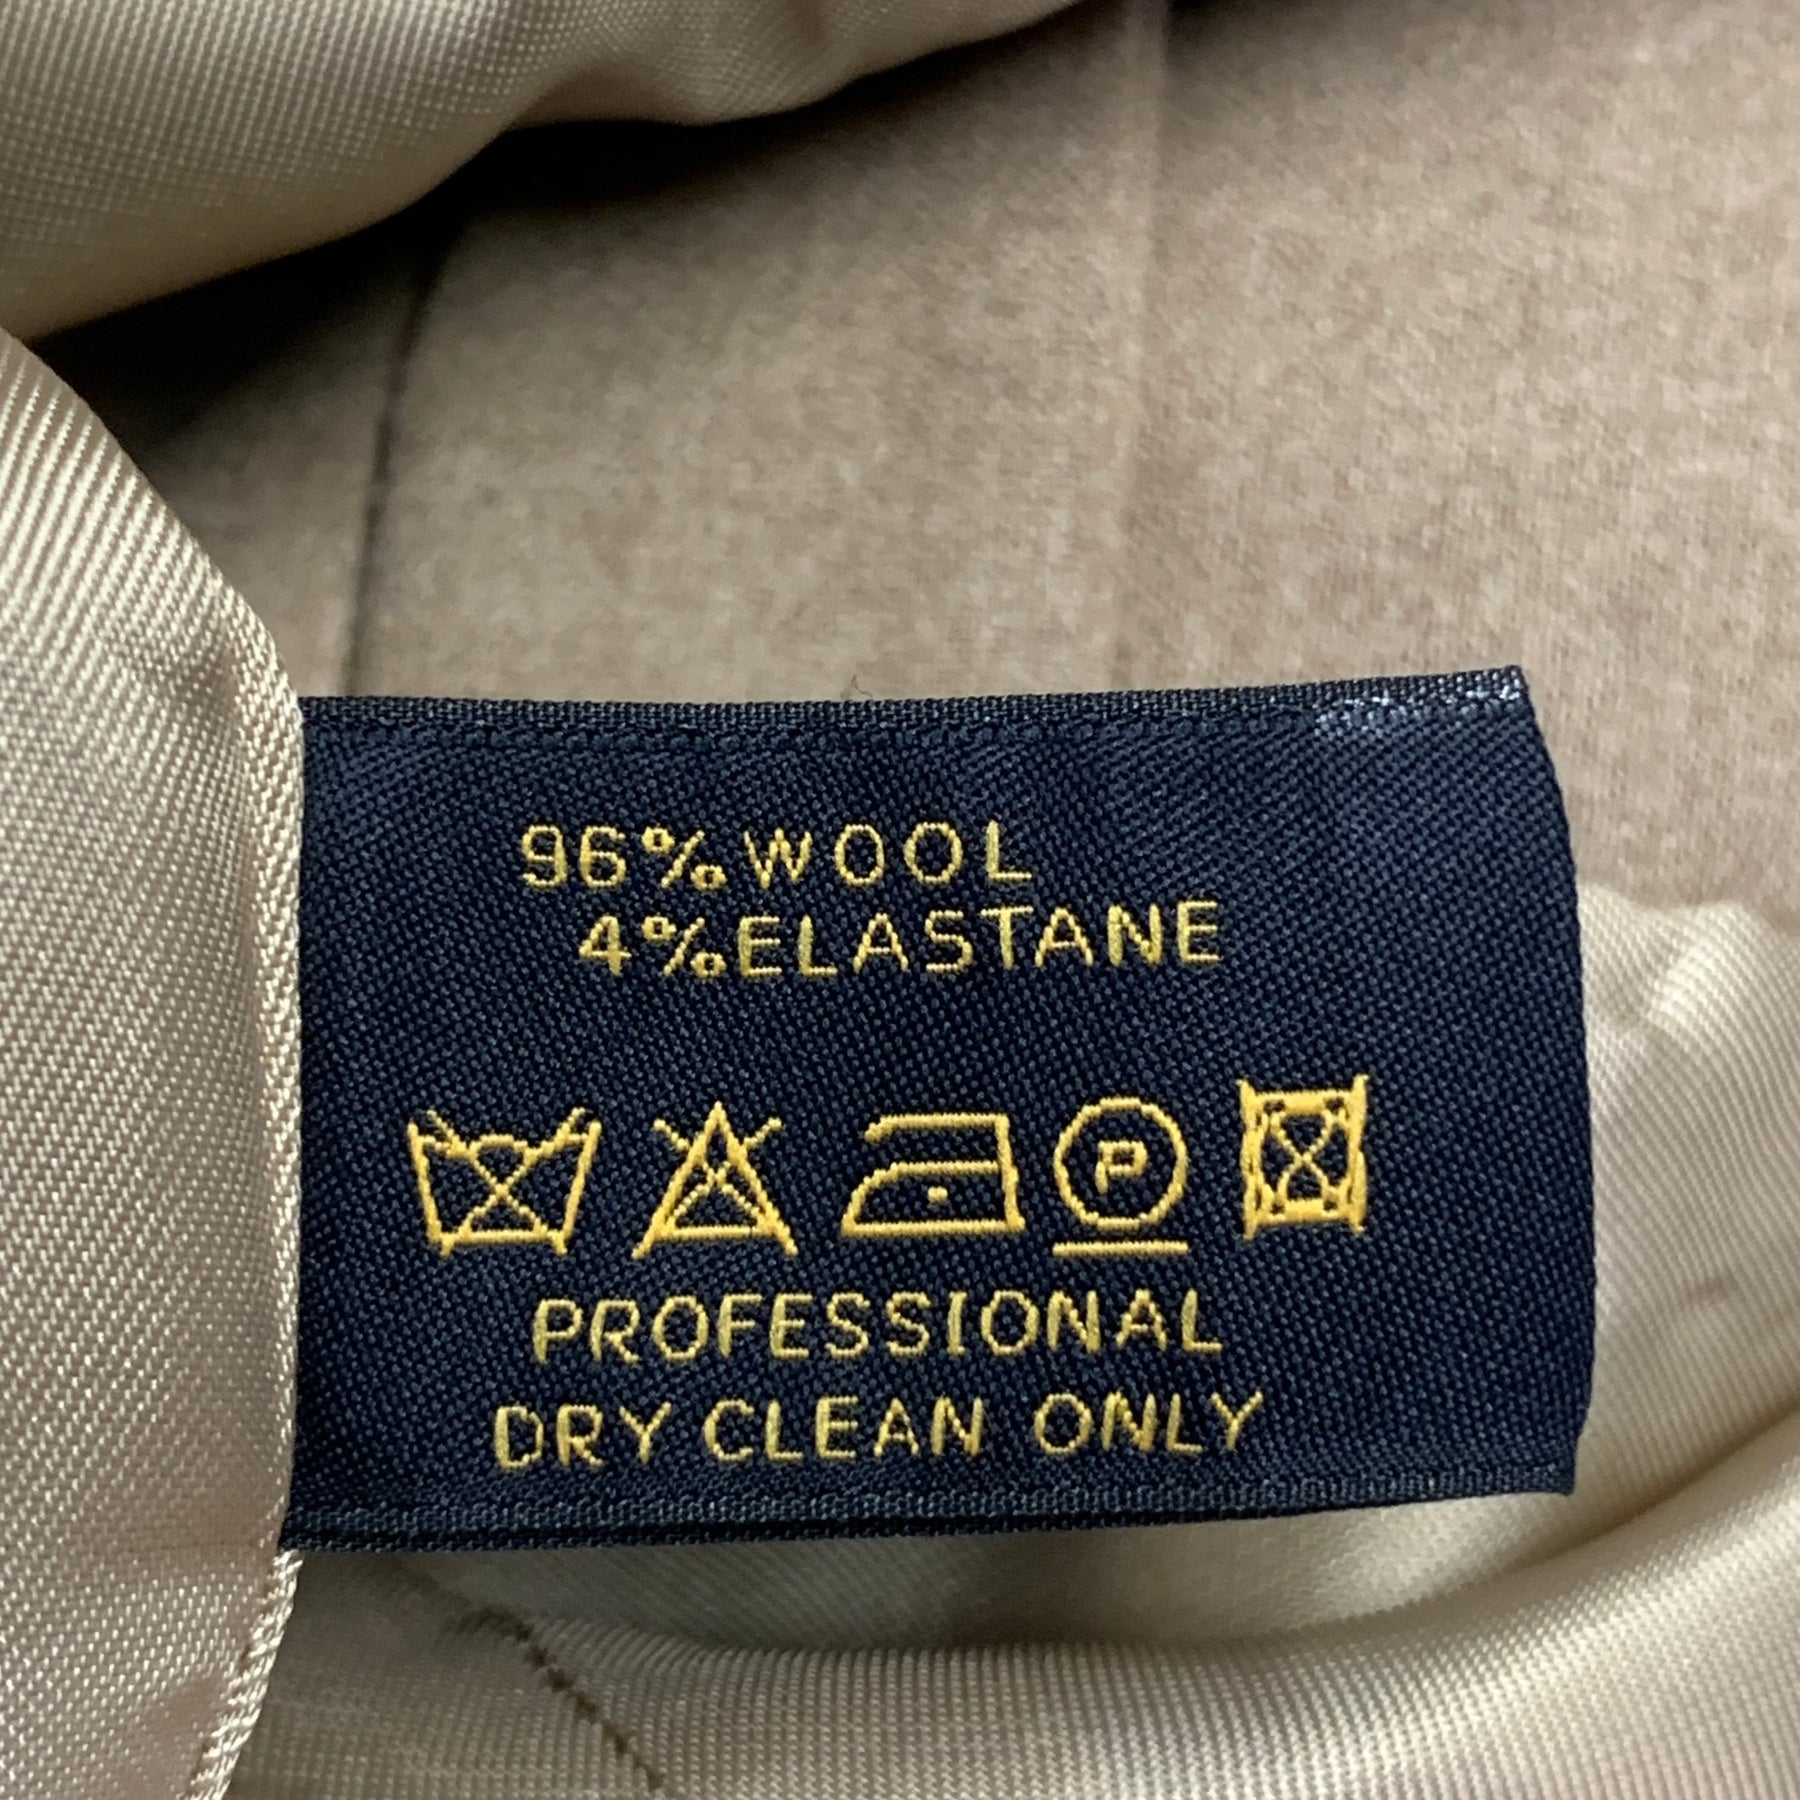 96% WOOL
4% ELASTANE
P
PROFESSIONAL
DRY CLEAN ONLY